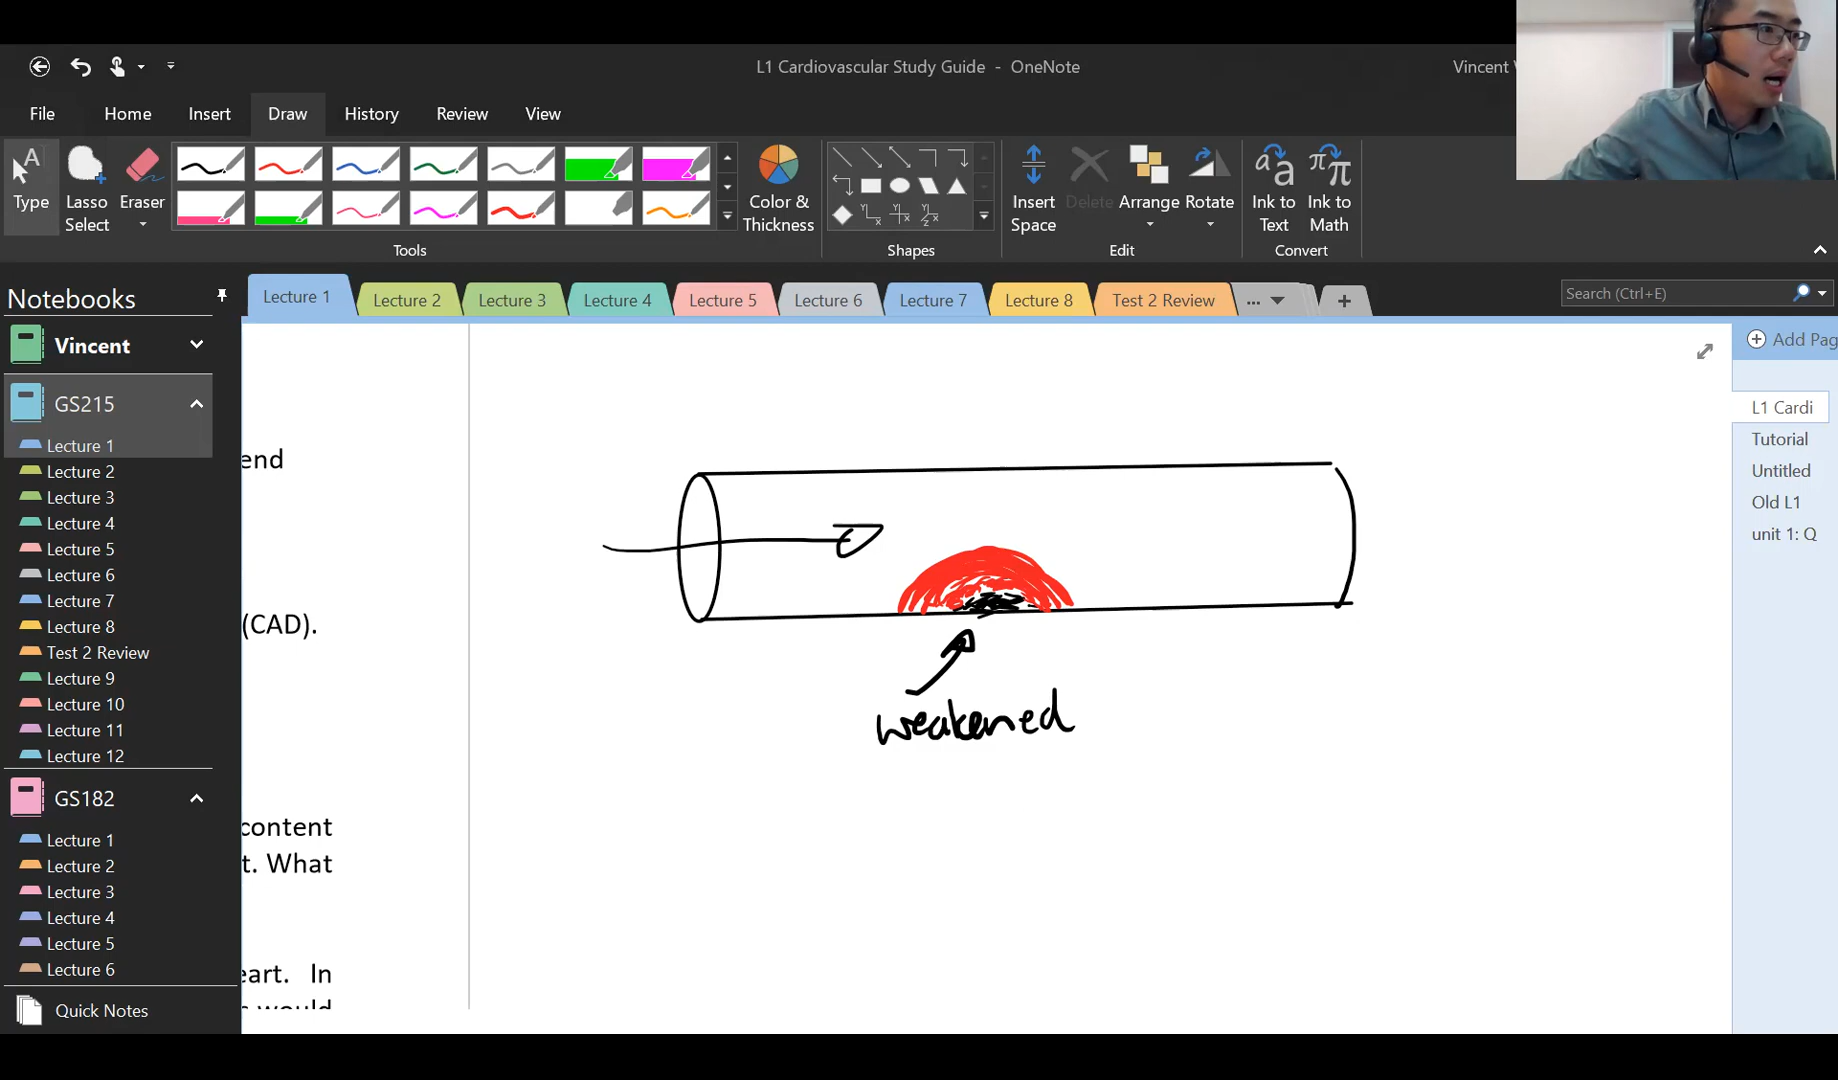 L1 Cardiovascular Study Guide - OneNote
Vincent
File
Home
Insert
Draw
History
Review
View
Type
Lasso Select
Eraser
Color & Thickness
Insert Space
Delete
Arrange
Rotate
Ink to Text
Ink to Math
Tools
Shapes
Edit
Convert
Notebooks
Lecture 1
Lecture 2
Lecture 3
Lecture 4
Lecture 5
Lecture 6
Lecture 7
Lecture 8
Test 2 Review
...
Search (Ctrl+E)
Vincent
GS215
Lecture 1
Lecture 2
Lecture 3
Lecture 4
Lecture 5
Lecture 6
Lecture 7
Lecture 8
Test 2 Review
Lecture 9
Lecture 10
Lecture 11
Lecture 12
GS182
Lecture 1
Lecture 2
Lecture 3
Lecture 4
Lecture 5
Lecture 6
Quick Notes
end
(CAD).
content
t. What
eart. In
would
weakened
Add Pag
L1 Cardi
Tutorial
Untitled
Old L1
unit 1: Q